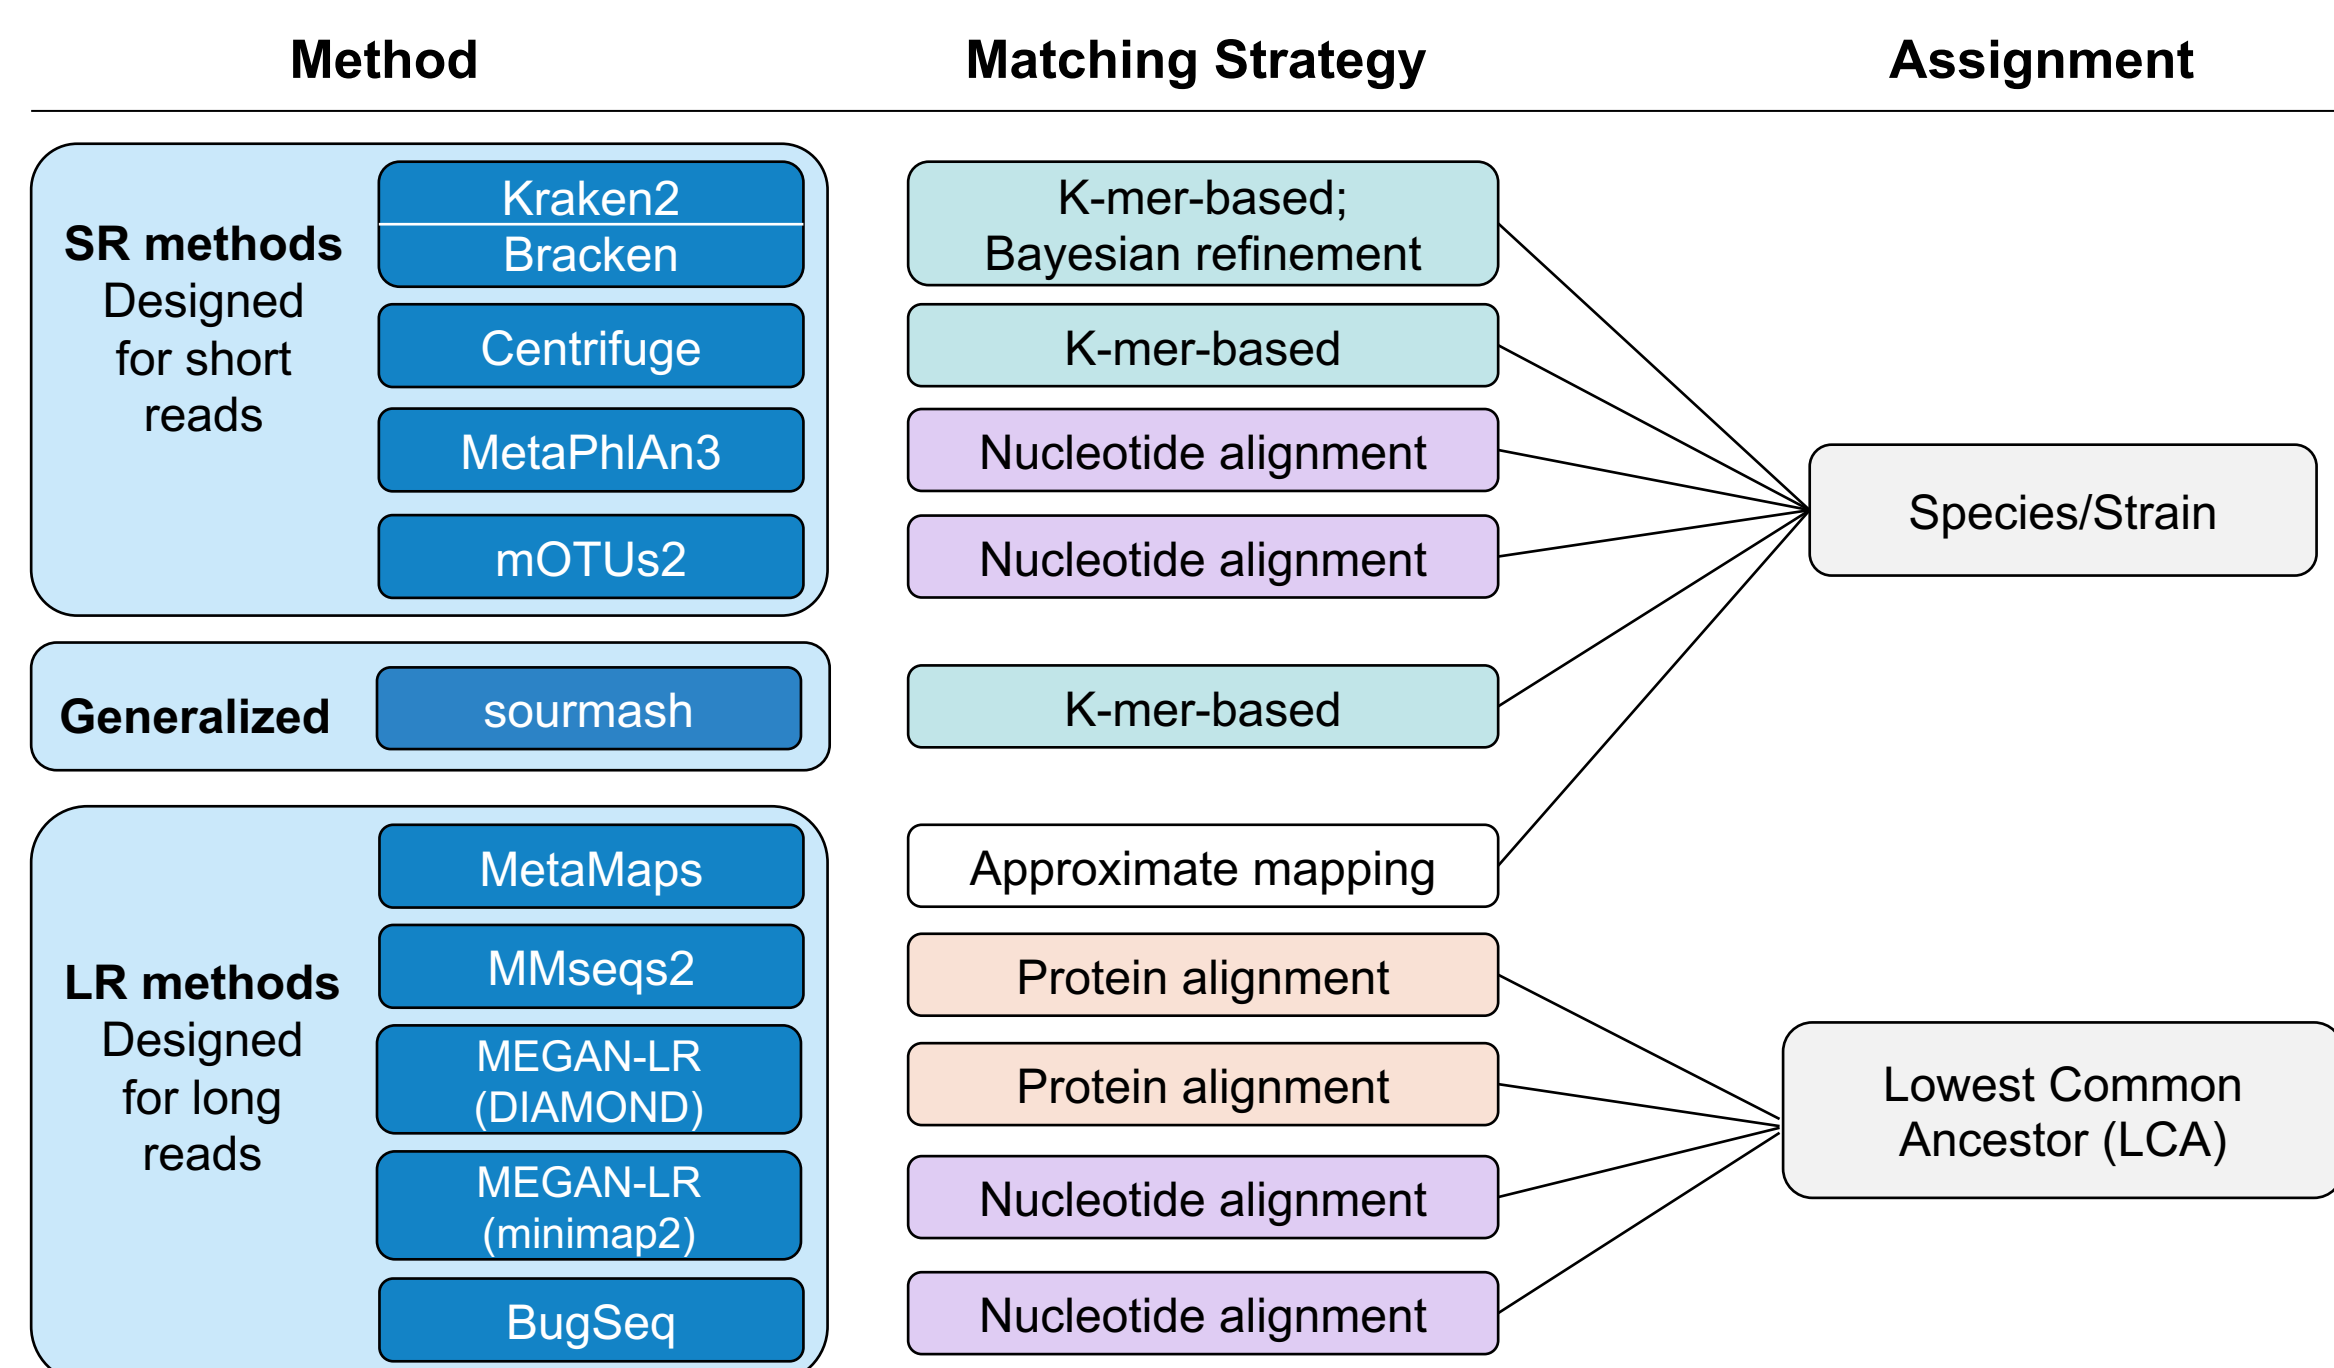 Method
Matching Strategy
Assignment
SR methods
Designed
for short
reads
Kraken2
Bracken
Centrifuge
MetaPhlAn3
mOTUs2
K-mer-based;
Bayesian refinement
K-mer-based
Nucleotide alignment
Nucleotide alignment
Species/Strain
Generalized
sourmash
K-mer-based
LR methods
Designed
for long
reads
MetaMaps
MMseqs2
MEGAN-LR
(DIAMOND)
MEGAN-LR
(minimap2)
BugSeq
Approximate mapping
Protein alignment
Protein alignment
Nucleotide alignment
Nucleotide alignment
Lowest Common
Ancestor (LCA)